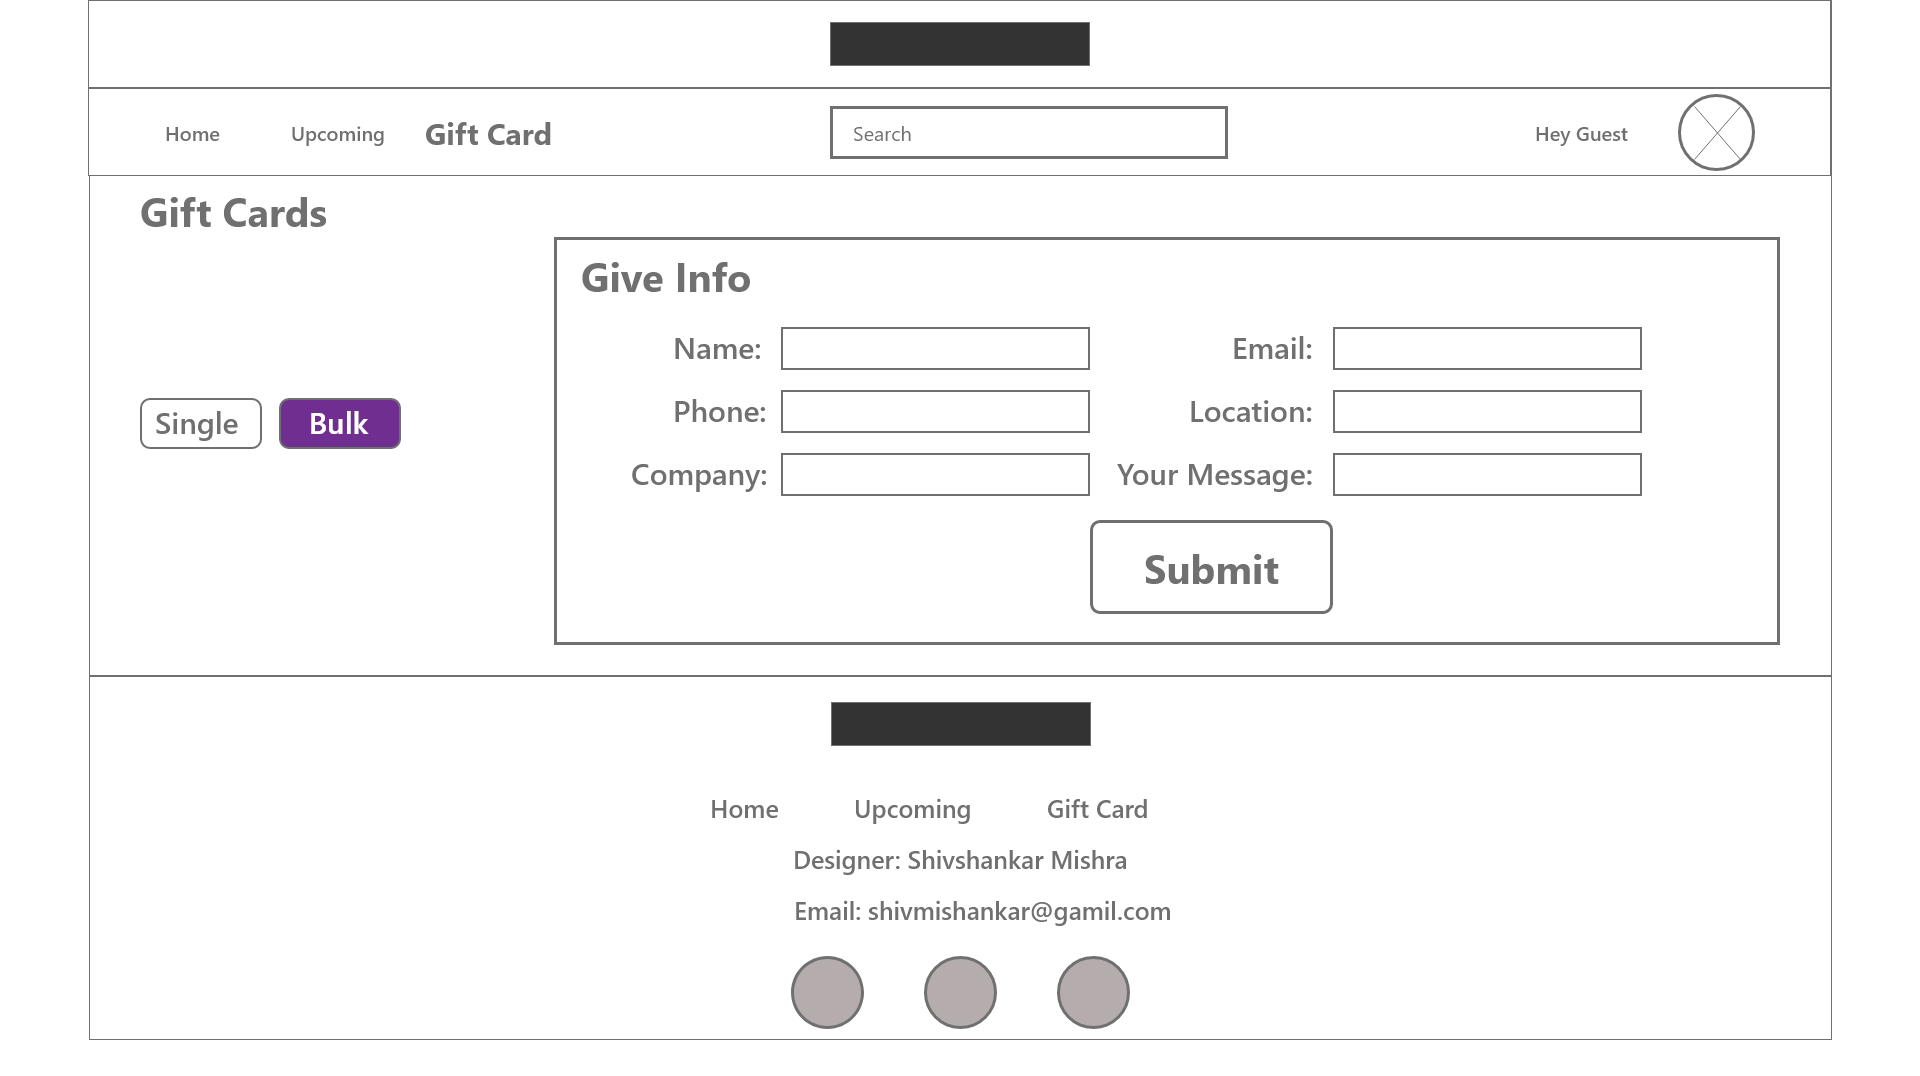 Home Upcoming Gift Card Search Hey Guest
Gift Cards
Give Info
Name: Email:
Phone: Location:
Single Bulk
Company: Your Message:
Submit
Home Upcoming Gift Card
Designer: Shivshankar Mishra
Email: shivmishankar@gamil.com